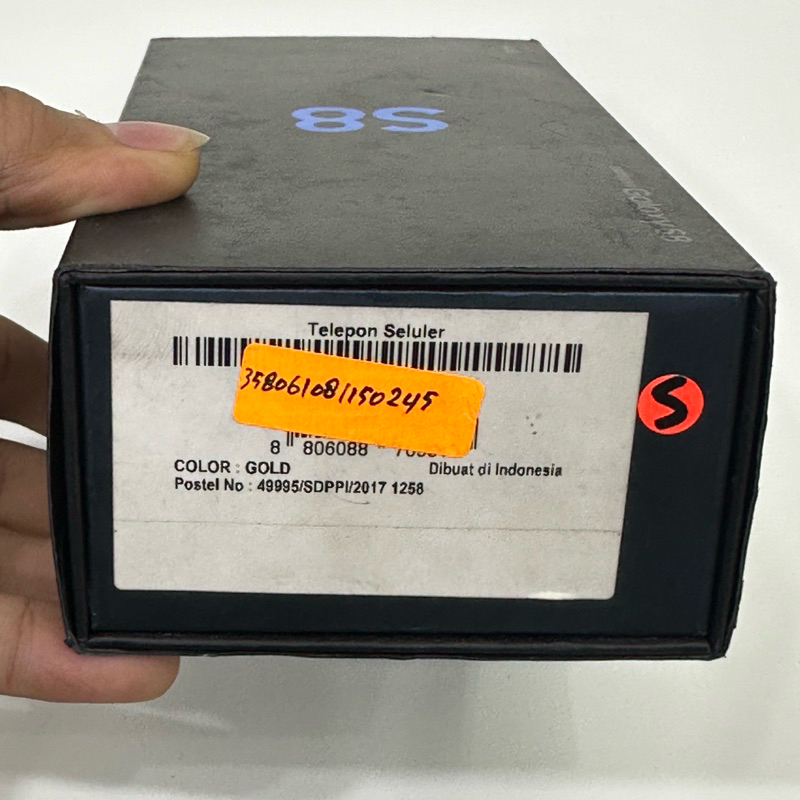 S8
Galaxy S8
Telepon Seluler
358061081150245
8 806088
COLOR : GOLD
Dibuat di Indonesia
Postel No : 49995/SDPPI/2017 1258
S